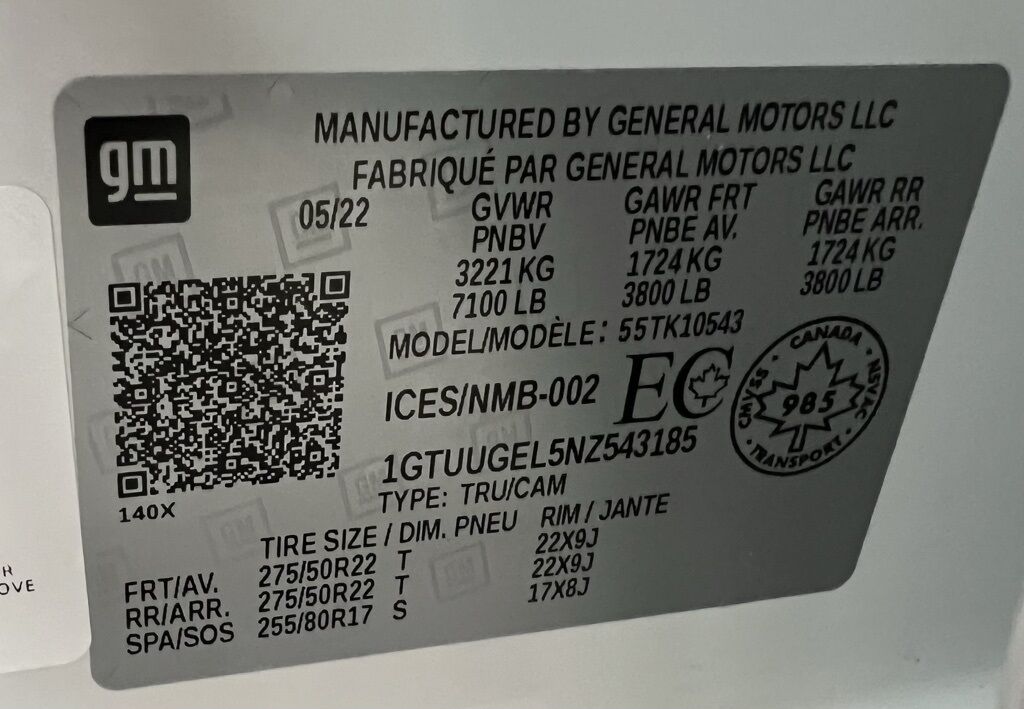 gm
MANUFACTURED BY GENERAL MOTORS LLC
FABRIQUÉ PAR GENERAL MOTORS LLC
05/22 GVWR GAWR FRT GAWR RR
PNBV PNBE AV. PNBE ARR.
3221 KG 1724 KG 1724 KG
7100 LB 3800 LB 3800 LB
MODEL/MODÈLE: 55TK10543
ICES/NMB-002 EC
CANADA
CMVSS 985 NSVAC
TRANSPORT
1GTUUGEL5NZ543185
TYPE: TRU/CAM
140X
TIRE SIZE / DIM. PNEU RIM / JANTE
FRT/AV. 275/50R22 T 22X9J
RR/ARR. 275/50R22 T 22X9J
SPA/SOS 255/80R17 S 17X8J